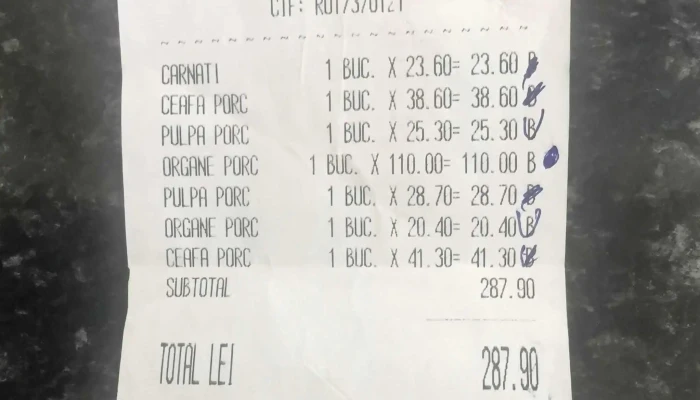 CIF: RO17370121
CARNATI 1 BUC. X 23.60= 23.60 B
CEAFA PORC 1 BUC. X 38.60= 38.60 B
PULPA PORC 1 BUC. X 25.30= 25.30 B
ORGANE PORC 1 BUC. X 110.00= 110.00 B
PULPA PORC 1 BUC. X 28.70= 28.70 B
ORGANE PORC 1 BUC. X 20.40= 20.40 B
CEAFA PORC 1 BUC. X 41.30= 41.30 B
SUBTOTAL 287.90
TOTAL LEI 287.90